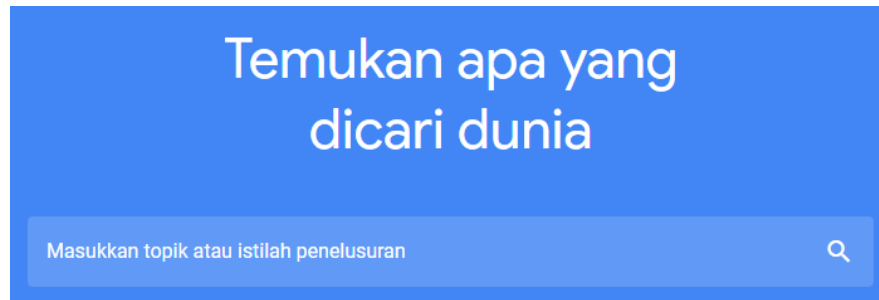 Temukan apa yang
dicari dunia
Masukkan topik atau istilah penelusuran